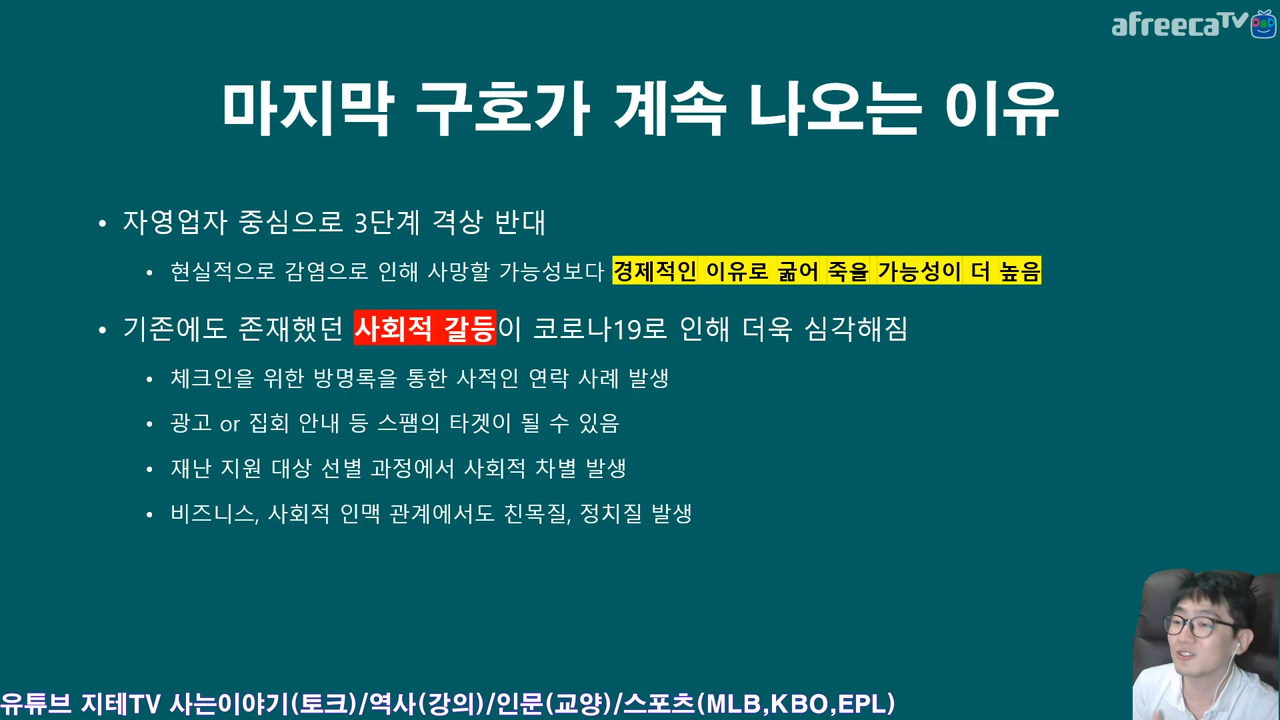 afreecaTV
마지막 구호가 계속 나오는 이유
• 자영업자 중심으로 3단계 격상 반대
• 현실적으로 감염으로 인해 사망할 가능성보다 경제적인 이유로 굶어 죽을 가능성이 더 높음
• 기존에도 존재했던 사회적 갈등이 코로나19로 인해 더욱 심각해짐
• 체크인을 위한 방명록을 통한 사적인 연락 사례 발생
• 광고 or 집회 안내 등 스팸의 타겟이 될 수 있음
• 재난 지원 대상 선별 과정에서 사회적 차별 발생
• 비즈니스, 사회적 인맥 관계에서도 친목질, 정치질 발생
유튜브 지테TV 사는이야기(토크)/역사(강의)/인문(교양)/스포츠(MLB,KBO,EPL)